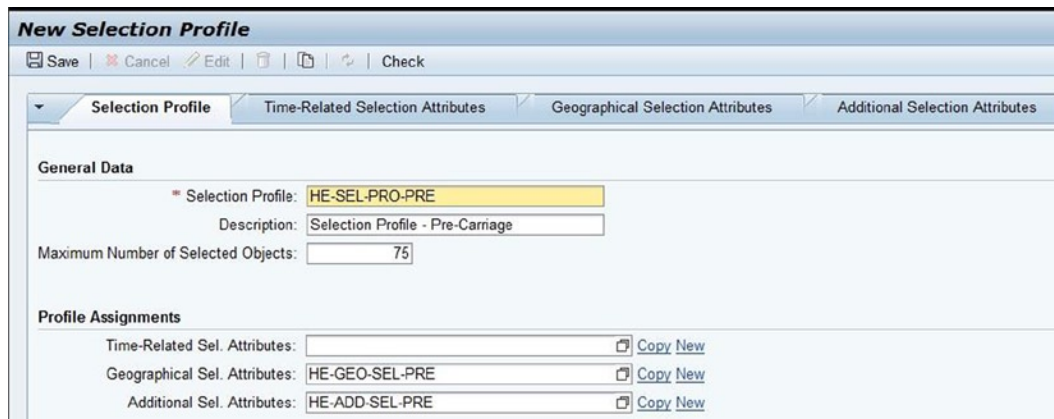 New Selection Profile
Save | Cancel Edit | Check
Selection Profile Time-Related Selection Attributes Geographical Selection Attributes Additional Selection Attributes
General Data
* Selection Profile: HE-SEL-PRO-PRE
Description: Selection Profile - Pre-Carriage
Maximum Number of Selected Objects: 75
Profile Assignments
Time-Related Sel. Attributes: Copy New
Geographical Sel. Attributes: HE-GEO-SEL-PRE Copy New
Additional Sel. Attributes: HE-ADD-SEL-PRE Copy New